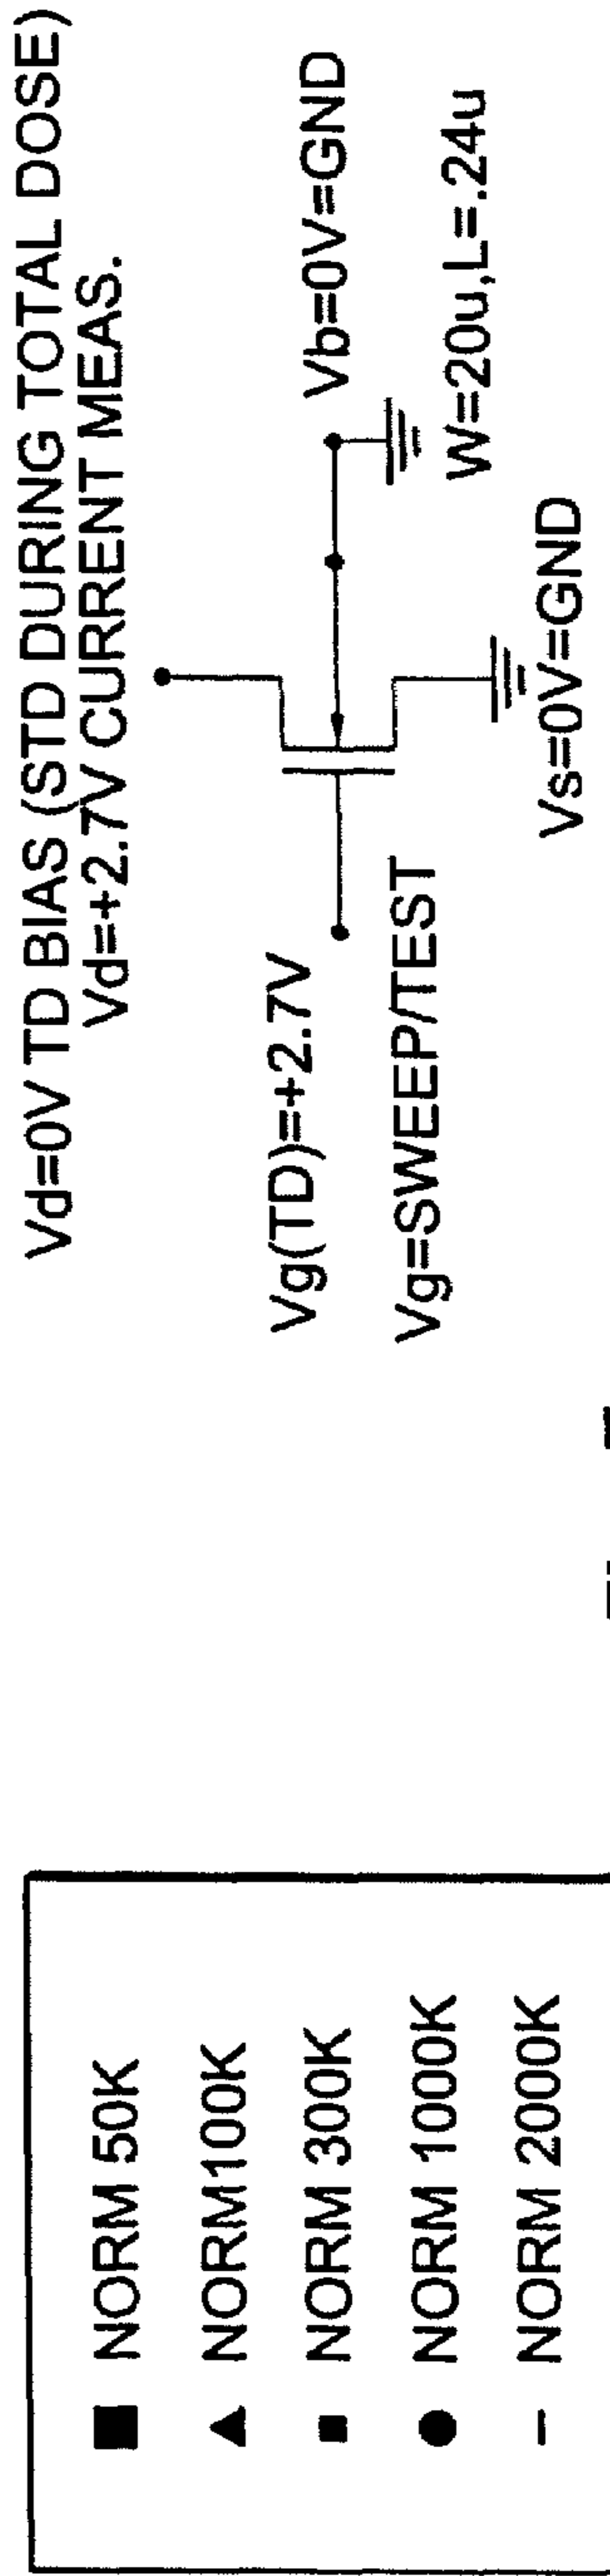 Vd=0V TD BIAS (STD DURING TOTAL DOSE)
Vd=+2.7V CURRENT MEAS.
Vg(TD)=+2.7V
Vb=0V=GND
Vg=SWEEP/TEST
W=20u,L=.24u
Vs=0V=GND
NORM 50K
NORM100K
NORM 300K
NORM 1000K
NORM 2000K